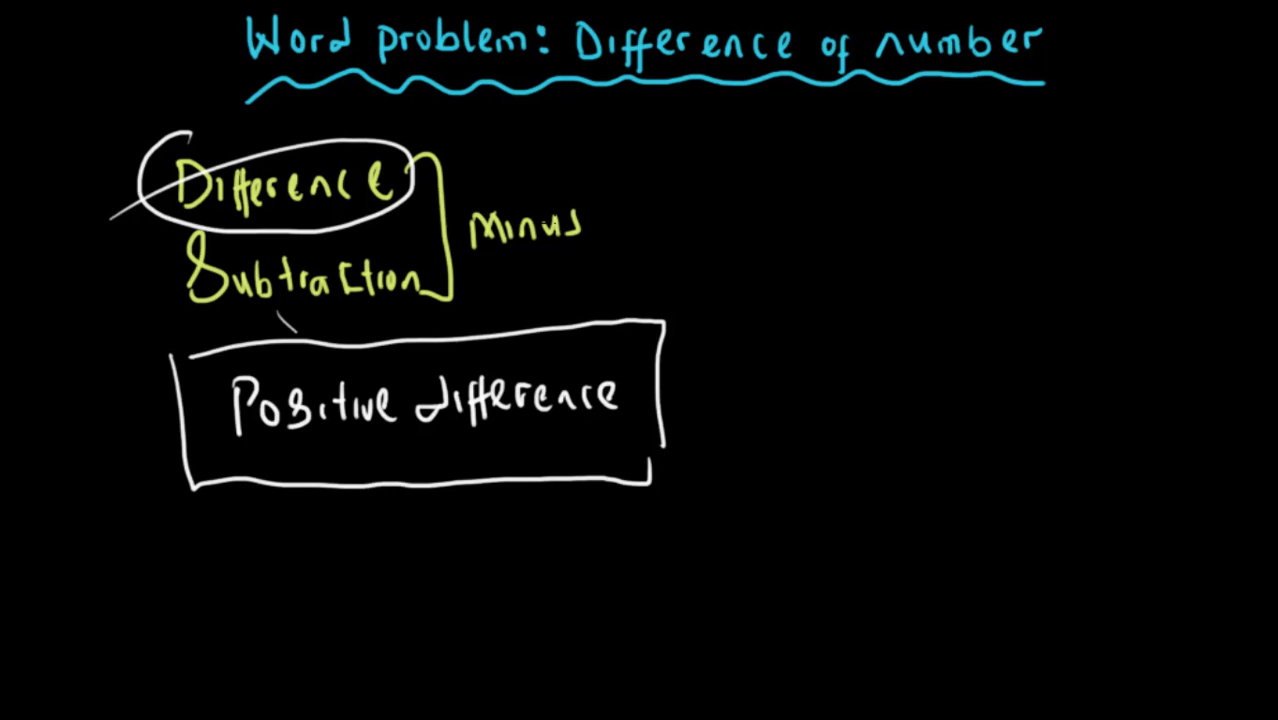 Word problem: Difference of number
Difference
Minus
Subtraction
Positive difference